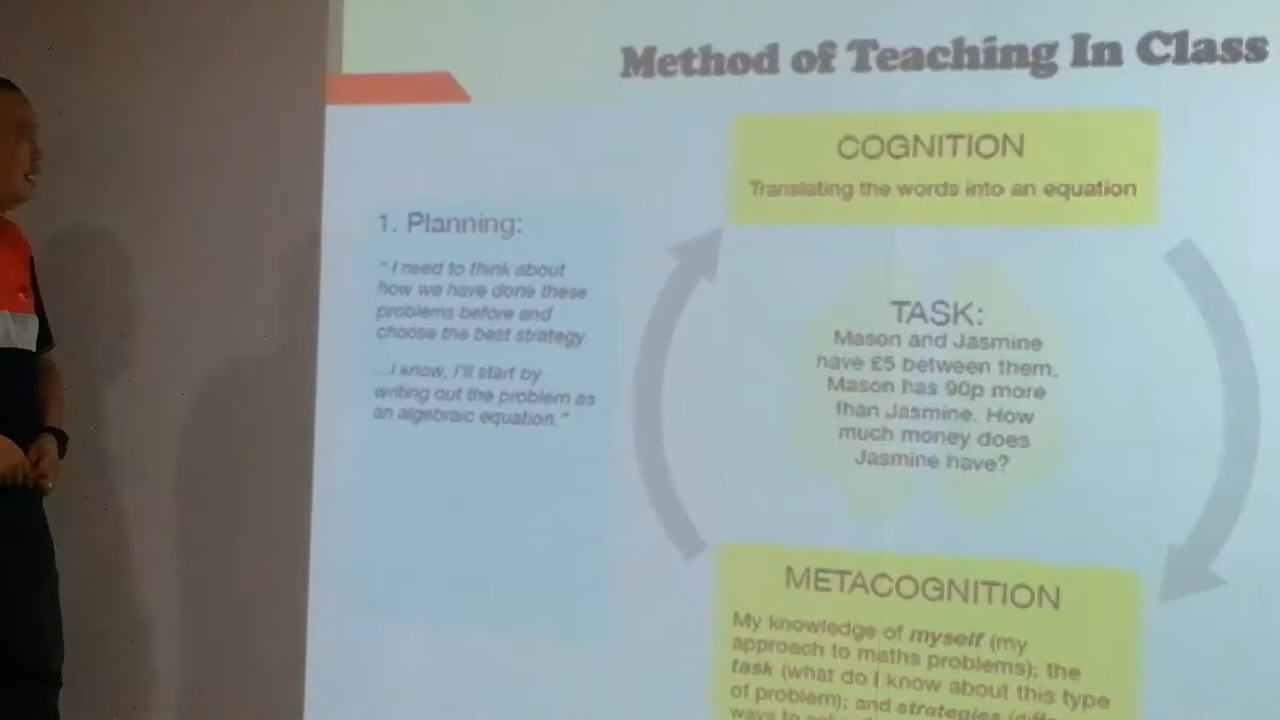 Method of Teaching In Class
COGNITION
Translating the words into an equation
1. Planning:
"I need to think about
how we have done these
problems before and
choose the best strategy.
...I know, I'll start by
writing out the problem as
an algebraic equation."
TASK:
Mason and Jasmine
have £5 between them.
Mason has 90p more
than Jasmine. How
much money does
Jasmine have?
METACOGNITION
My knowledge of myself (my
approach to maths problems); the
task (what do I know about this type
of problem); and strategies
ways to